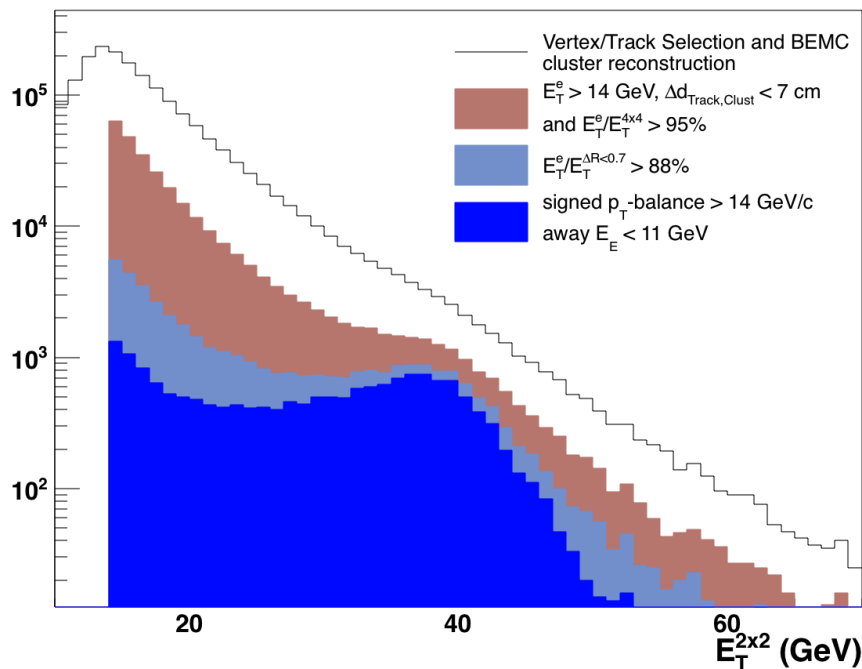 Vertex/Track Selection and BEMC
cluster reconstruction
E_T^e > 14 GeV, Δd_Track,Clust < 7 cm
and E_T^e/E_T^4x4 > 95%
E_T^e/E_T^ΔR<0.7 > 88%
signed p_T-balance > 14 GeV/c
away E_E < 11 GeV
10^5
10^4
10^3
10^2
20 40 60
E_T^2x2 (GeV)